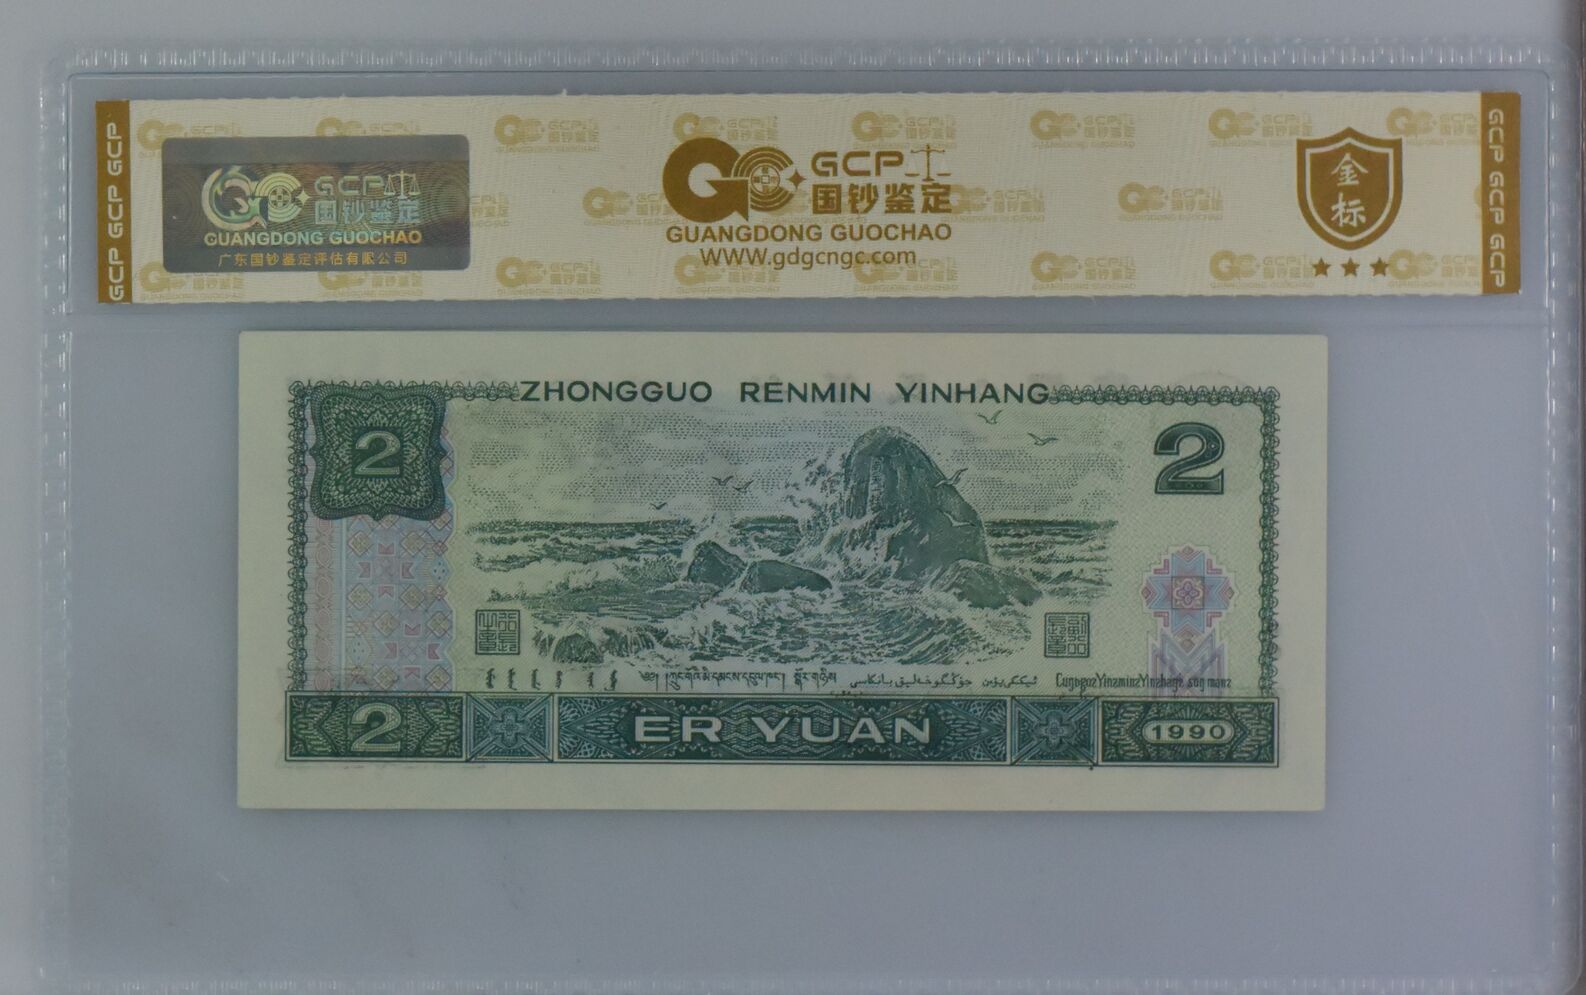 GCP GCP GCP
GCP
国钞鉴定
GUANGDONG GUOCHAO
广东国钞鉴定评估有限公司
GCP
国钞鉴定
GUANGDONG GUOCHAO
WWW.gdgcngc.com
金
标
GCP GCP GCP
ZHONGGUO RENMIN YINHANG
2
2
2
ER YUAN
1990